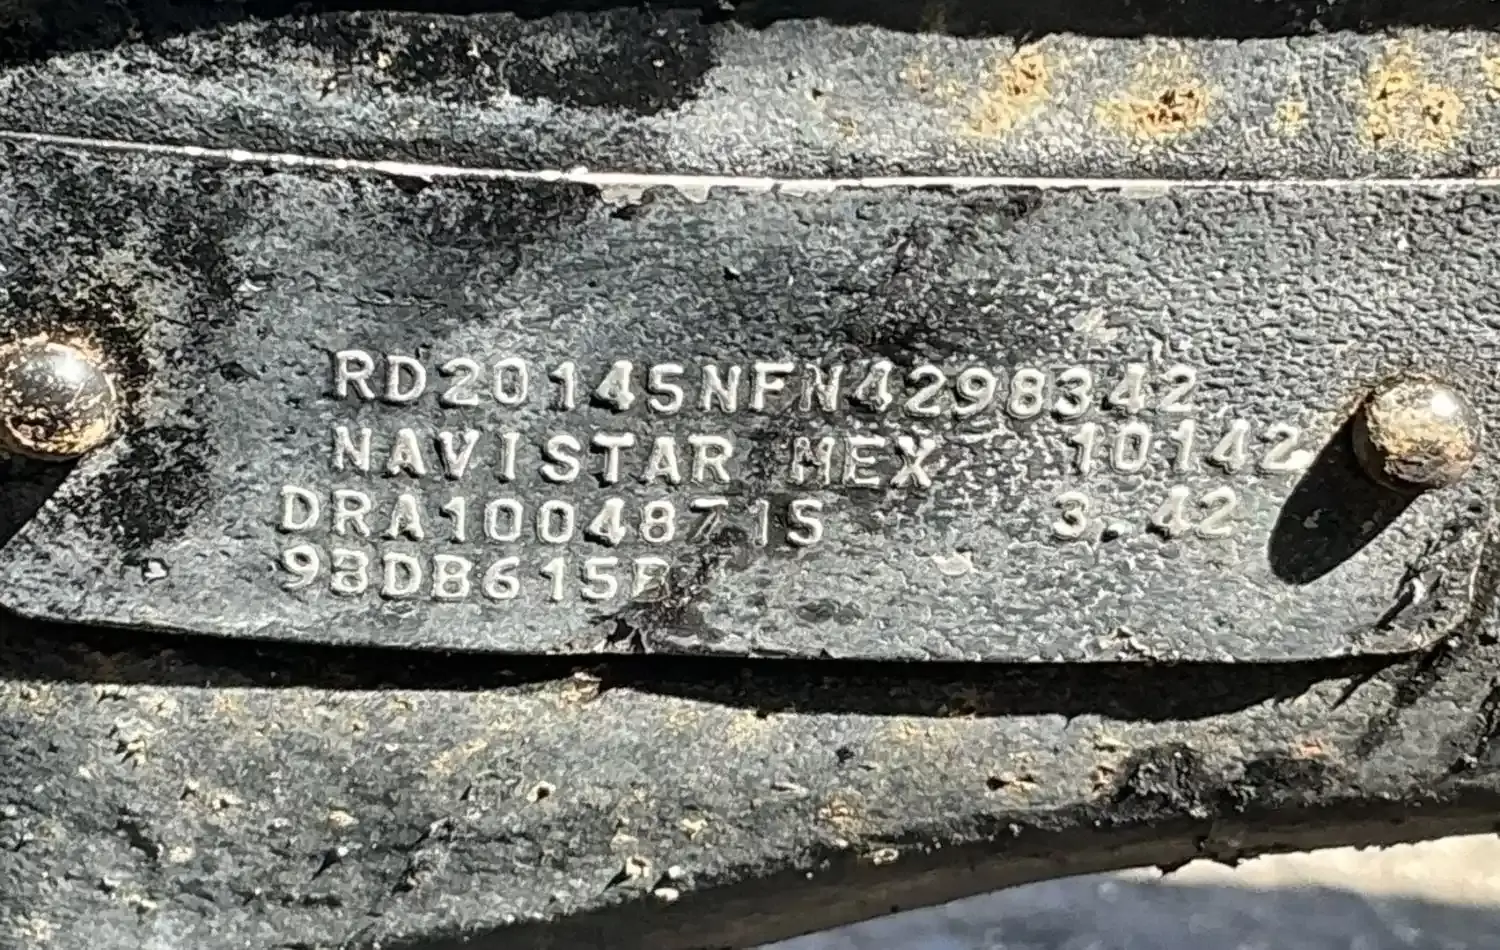 RD20145NFN4298342
NAVISTAR MEX 10142
DRA10048715 3.42